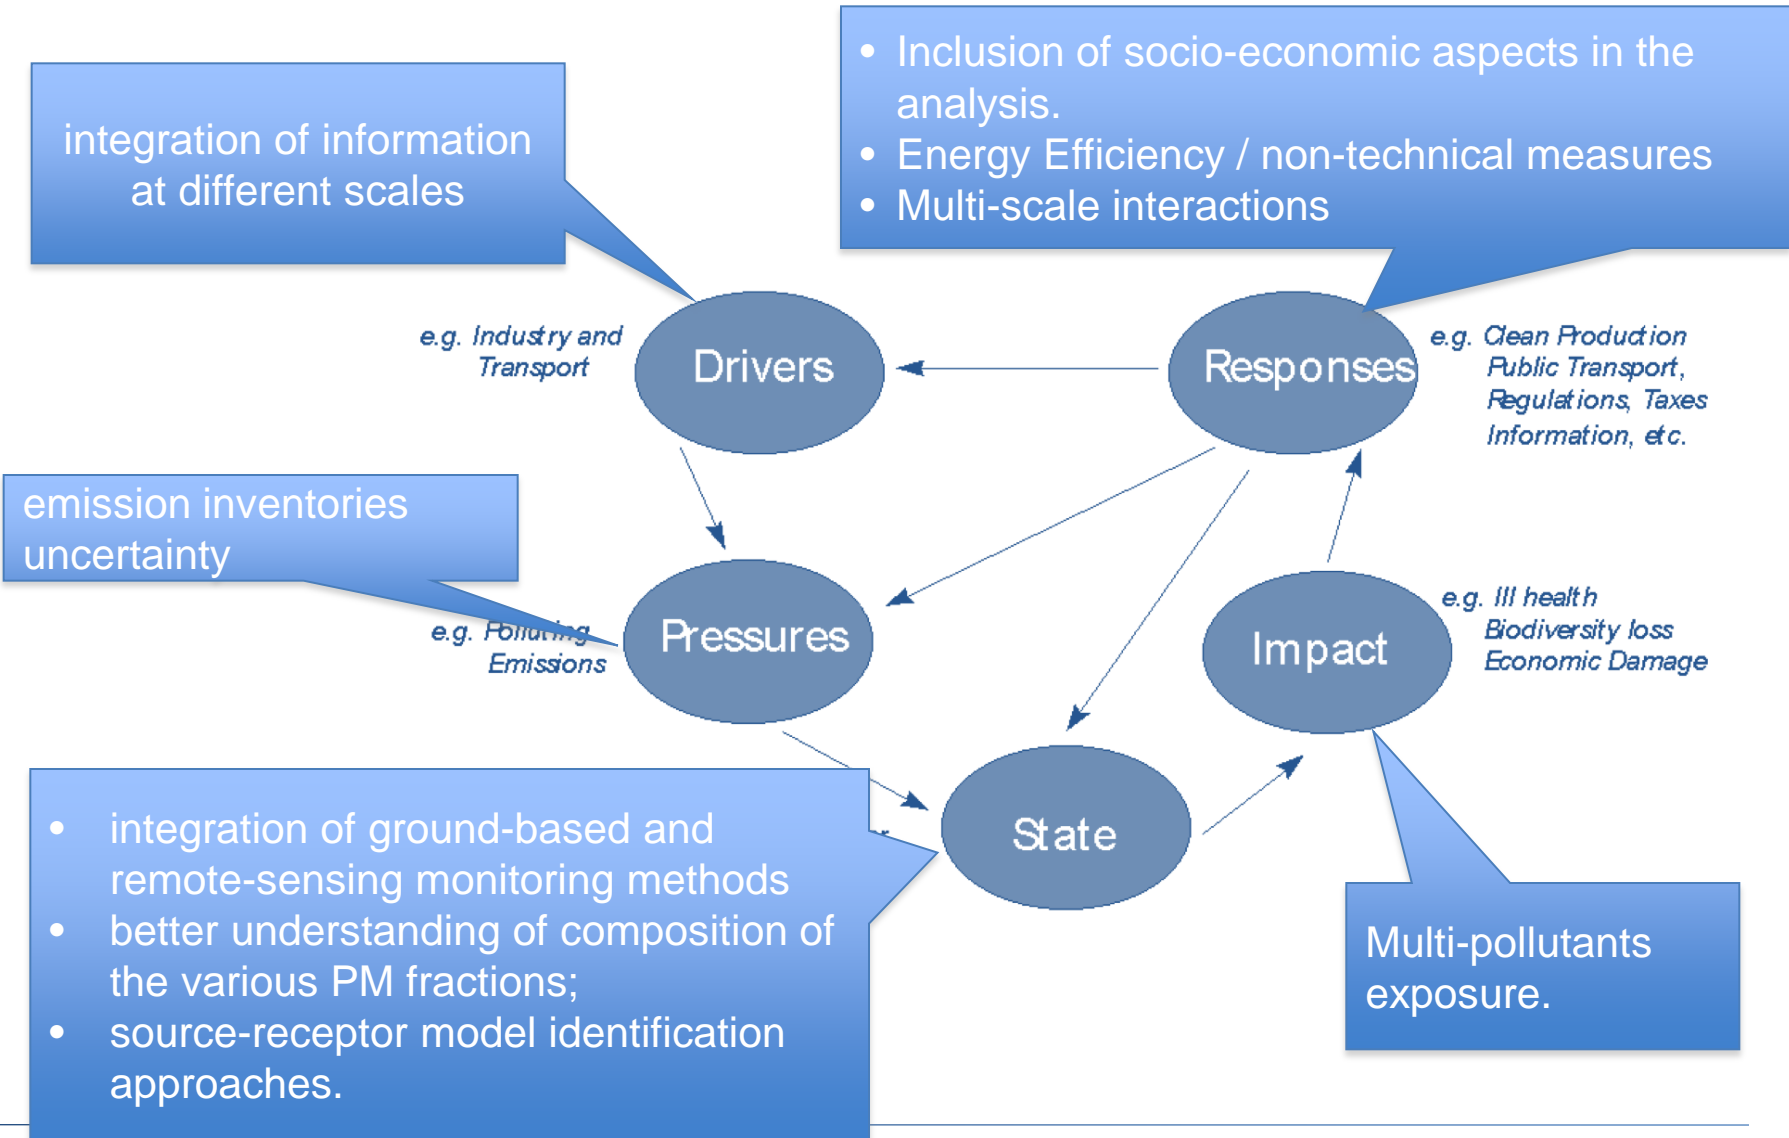 integration of information
at different scales
• Inclusion of socio-economic aspects in the
analysis.
• Energy Efficiency / non-technical measures
• Multi-scale interactions
e.g. Industry and
Transport
Drivers
Responses
e.g. Clean Production
Public Transport,
Regulations, Taxes
Information, etc.
emission inventories
uncertainty
e.g. Polluting
Emissions
Pressures
Impact
e.g. Ill health
Biodiversity loss
Economic Damage
• integration of ground-based and
remote-sensing monitoring methods
• better understanding of composition of
the various PM fractions;
• source-receptor model identification
approaches.
State
Multi-pollutants
exposure.